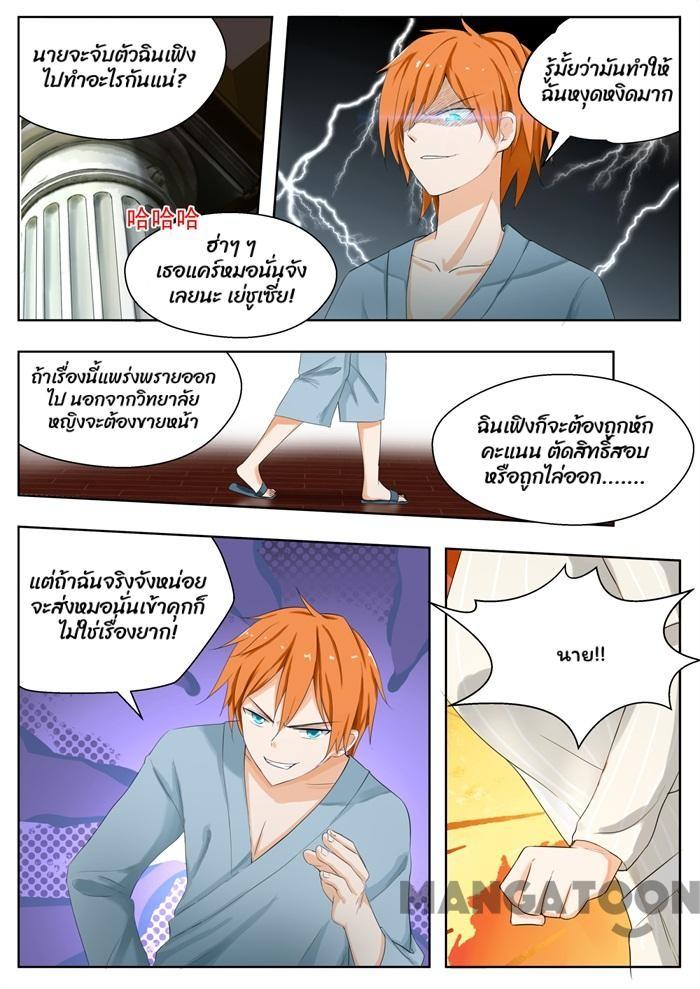 นายจะจับตัวฉินเฟิง
ไปทำอะไรกันแน่?
รู้มั้ยว่ามันทำให้
ฉันหงุดหงิดมาก
哈哈哈
ฮ่าๆ ๆ
เธอแคร์หมอนั่นจัง
เลยนะ เย่ชูเซี่ย!
ถ้าเรื่องนี้แพร่งพรายออก
ไป นอกจากวิทยาลัย
หญิงจะต้องขายหน้า
ฉินเฟิงก็จะต้องถูกหัก
คะแนน ตัดสิทธิ์สอบ
หรือถูกไล่ออก.......
แต่ถ้าฉันจริงจังหน่อย
จะส่งหมอนั่นเข้าคุกก็
ไม่ใช่เรื่องยาก!
นาย!!
MANGATOON